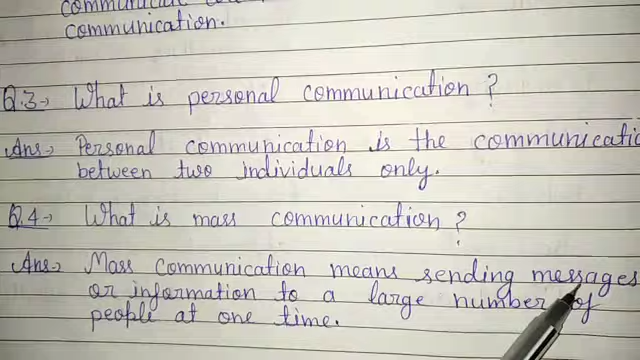 communication.
Q.3→ What is personal communication?
Ans→ Personal communication is the
between two individuals only.
Q.4→ What is mass communication?
Ans→ Mass communication means sending messages
or information to a large number of
people at one time.